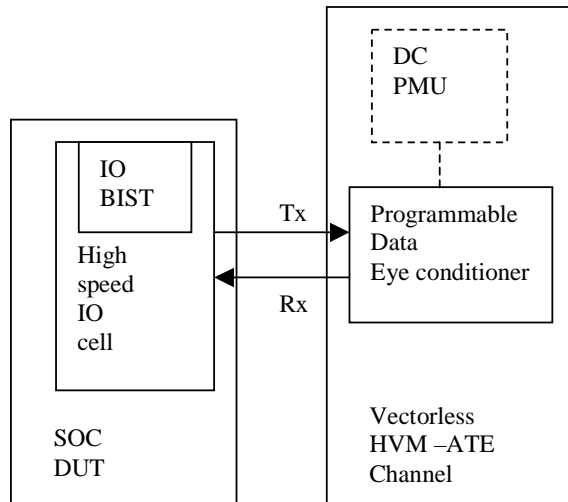 DC
PMU
IO
BIST
High
speed
IO
cell
Tx
Rx
Programmable
Data
Eye conditioner
SOC
DUT
Vectorless
HVM –ATE
Channel